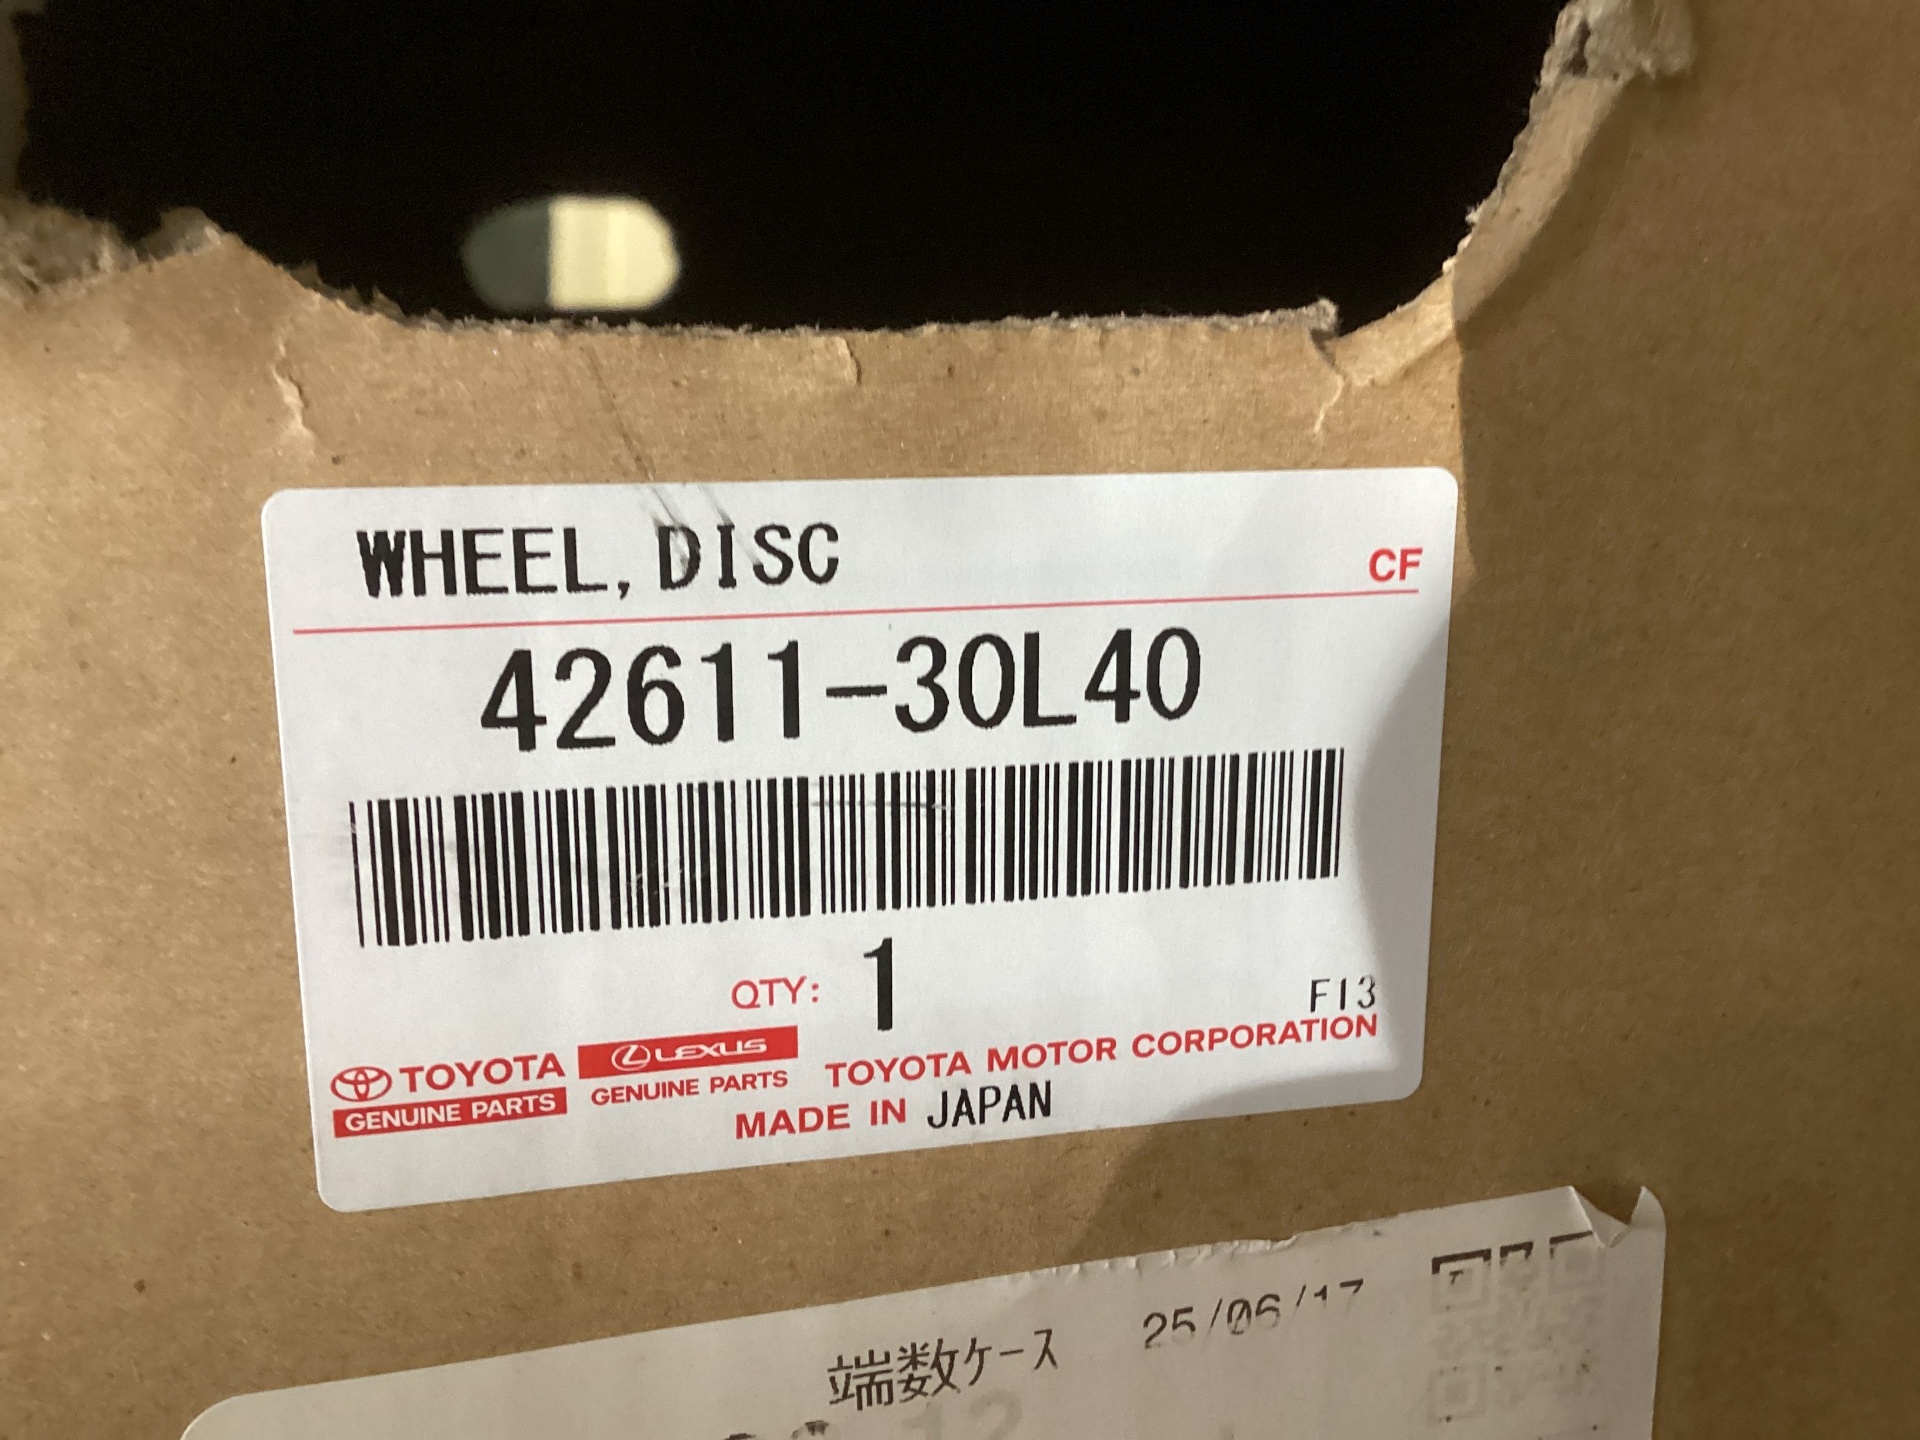 WHEEL, DISC
CF
42611-30L40
QTY: 1
F13
TOYOTA
GENUINE PARTS
LEXUS
GENUINE PARTS
TOYOTA MOTOR CORPORATION
MADE IN JAPAN
25/06/17
端数ケース
12